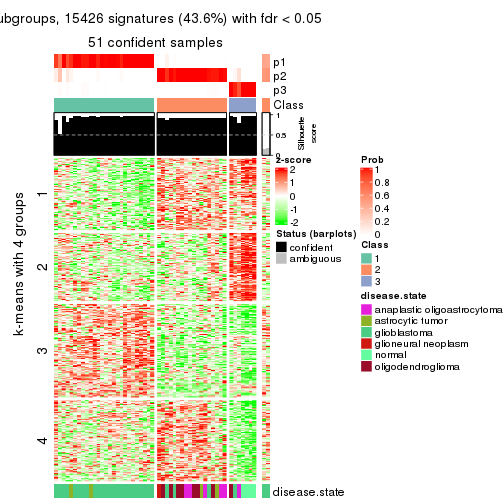 ubgroups, 15426 signatures (43.6%) with fdr < 0.05
51 confident samples
p1
p2
p3
Class
1
0.5
0
Silhouette
score
k-means with 4 groups
1
2
3
4
disease.state
z-score
2
1
0
-1
-2
Status (barplots)
confident
ambiguous
Prob
1
0.8
0.6
0.4
0.2
0
Class
1
2
3
disease.state
anaplastic oligoastrocytoma
astrocytic tumor
glioblastoma
glioneural neoplasm
normal
oligodendroglioma